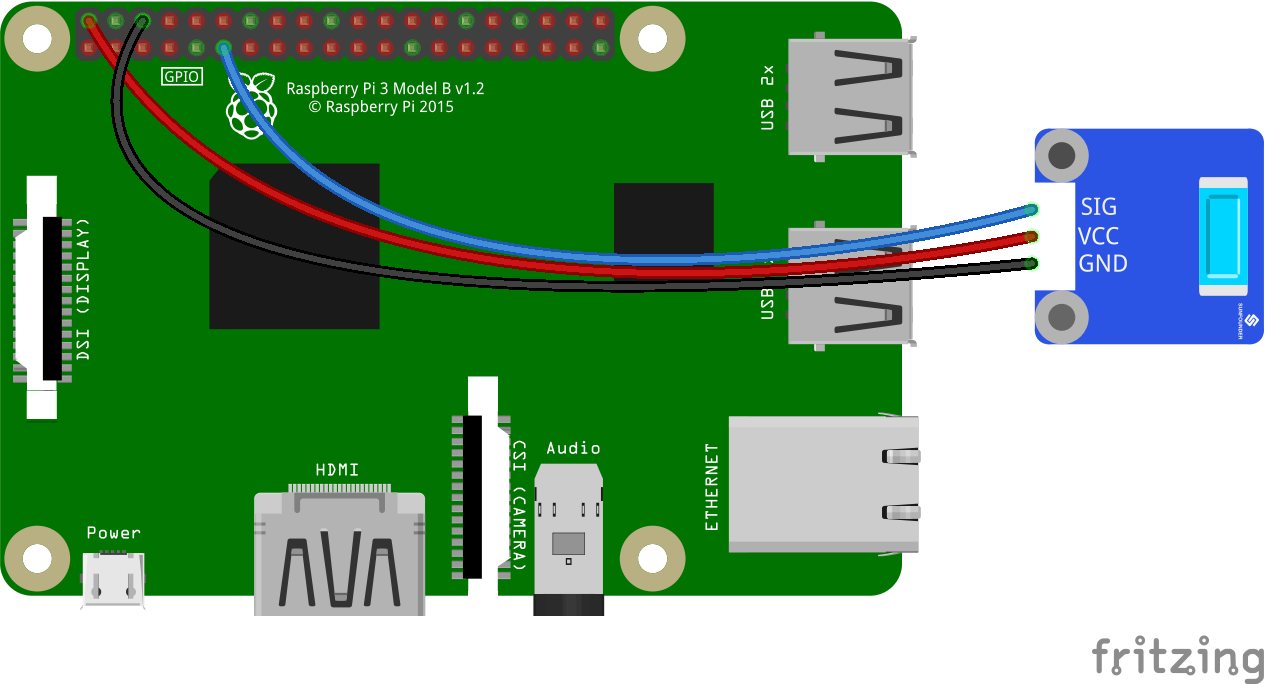 GPIO
Raspberry Pi 3 Model B v1.2
© Raspberry Pi 2015
USB 2x
SIG
VCC
GND
DSI (DISPLAY)
USB
Audio
CSI (CAMERA)
ETHERNET
HDMI
Power
SUNFOUNDER
fritzing